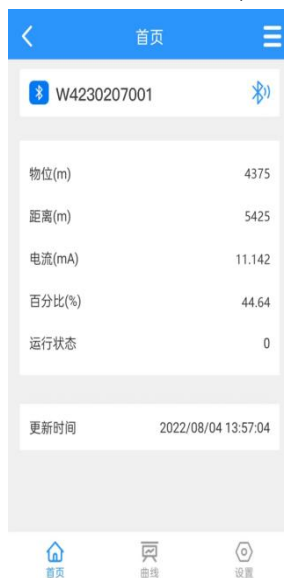 首页
W4230207001
物位(m) 4375
距离(m) 5425
电流(mA) 11.142
百分比(%) 44.64
运行状态 0
更新时间 2022/08/04 13:57:04
首页 曲线 设置